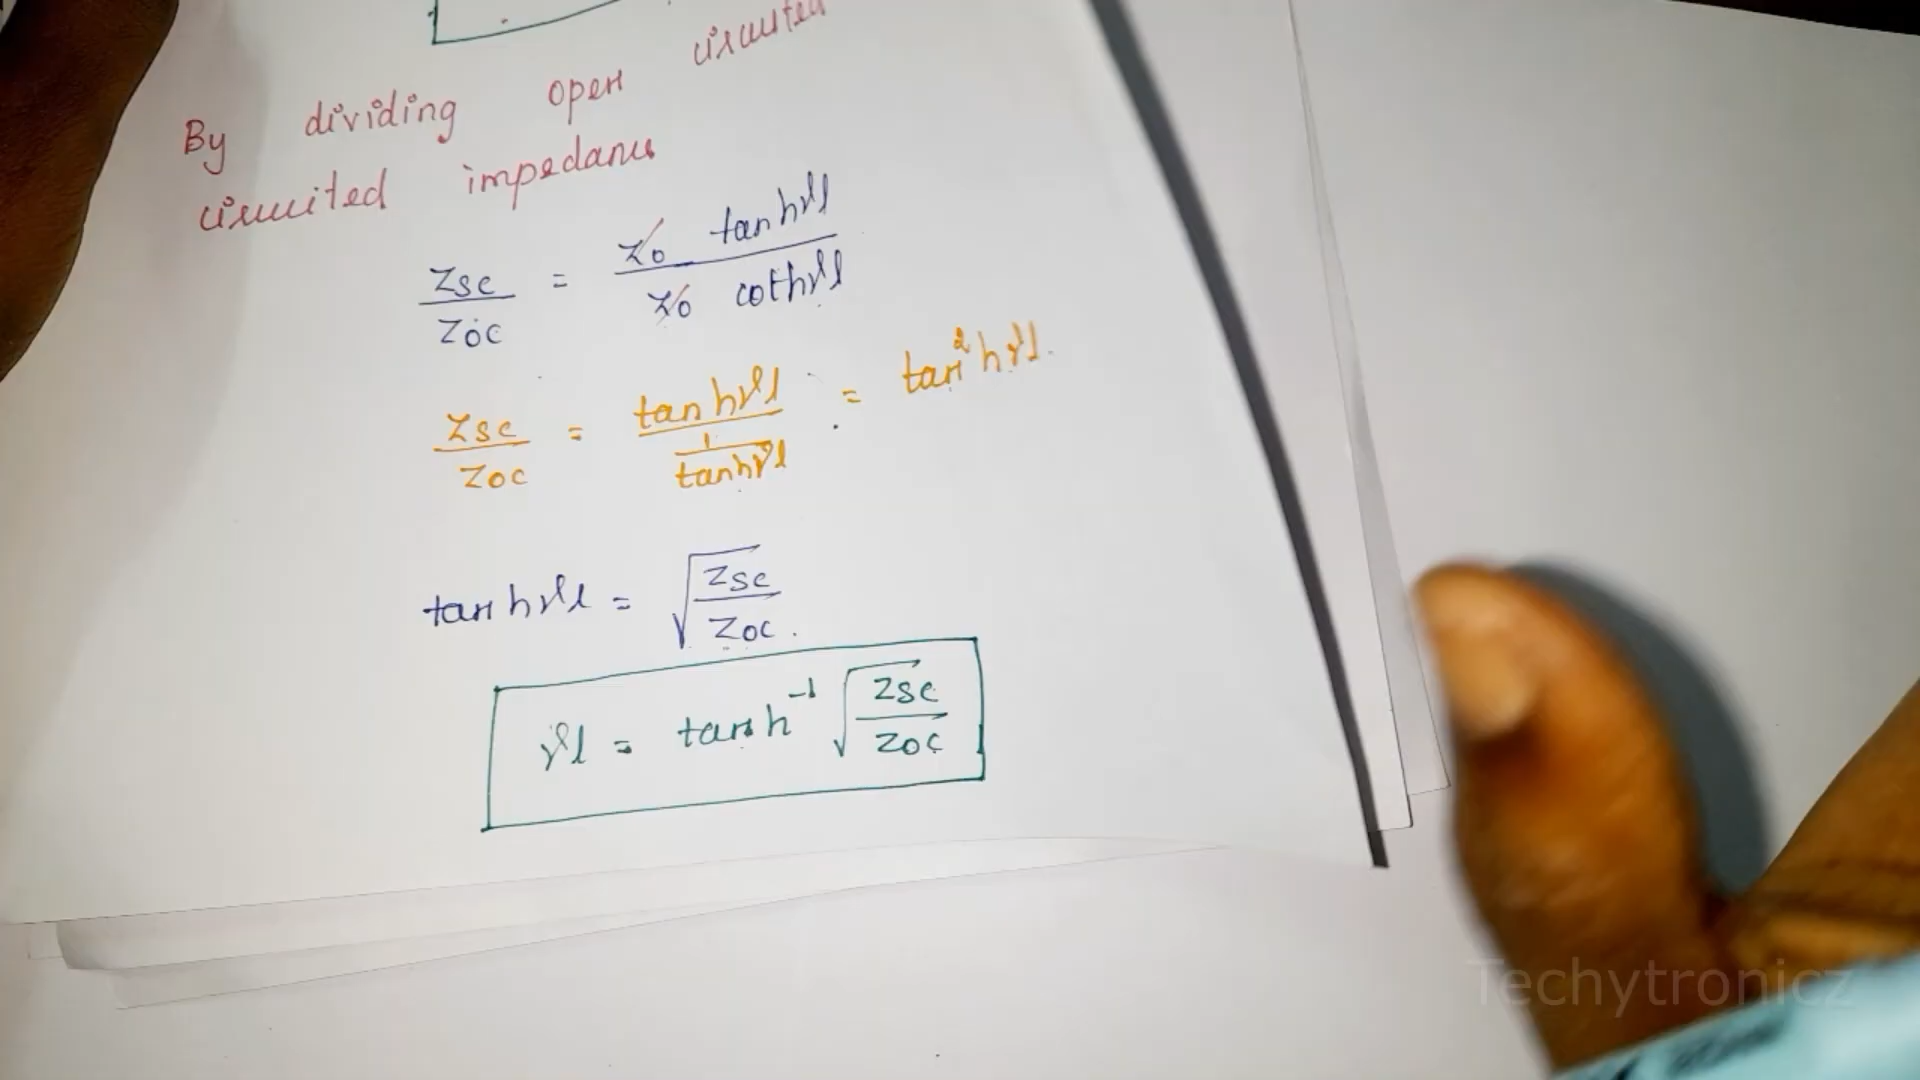 By dividing open circuited
circuited impedance
Zsc/Zoc = Z0 tanhγl / Z0 cothγl
Zsc/Zoc = tanhγl / (1/tanhγl) = tan²hγl.
tanhγl = √(Zsc/Zoc).
γl = tanh⁻¹ √(Zsc/Zoc)
Techytronicz